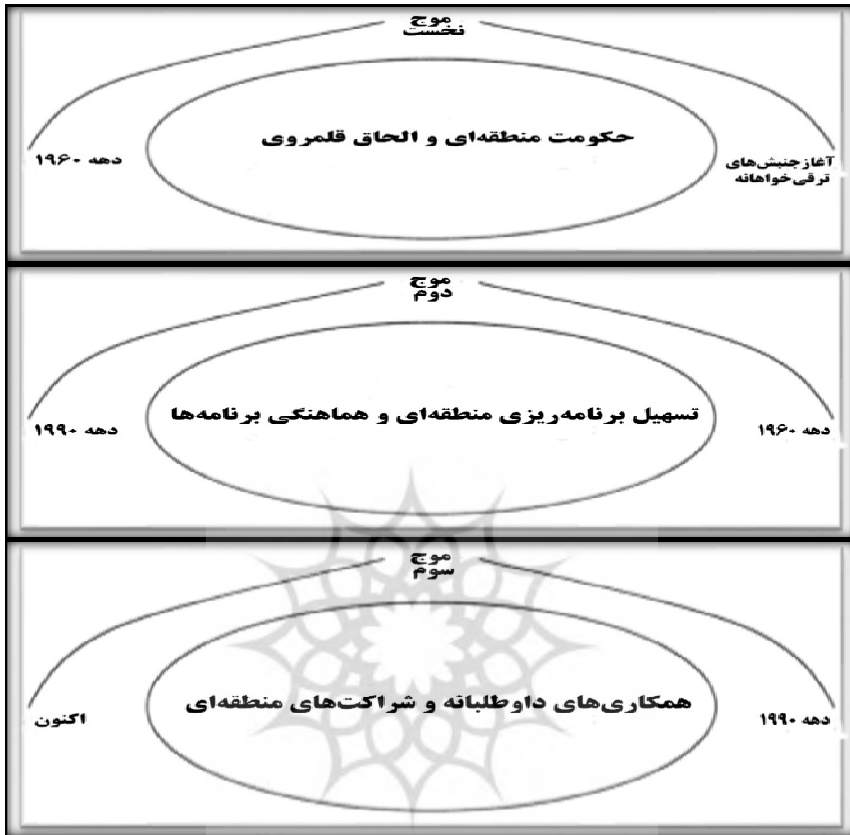 موج
نخست
حکومت منطقه‌ای و الحاق قلمروی
آغاز جنبش‌های
ترقی‌خواهانه
دهه ۱۹۶۰
موج
دوم
تسهیل برنامه‌ریزی منطقه‌ای و هماهنگی برنامه‌ها
دهه ۱۹۶۰
دهه ۱۹۹۰
موج
سوم
همکاری‌های داوطلبانه و شراکت‌های منطقه‌ای
دهه ۱۹۹۰
اکنون